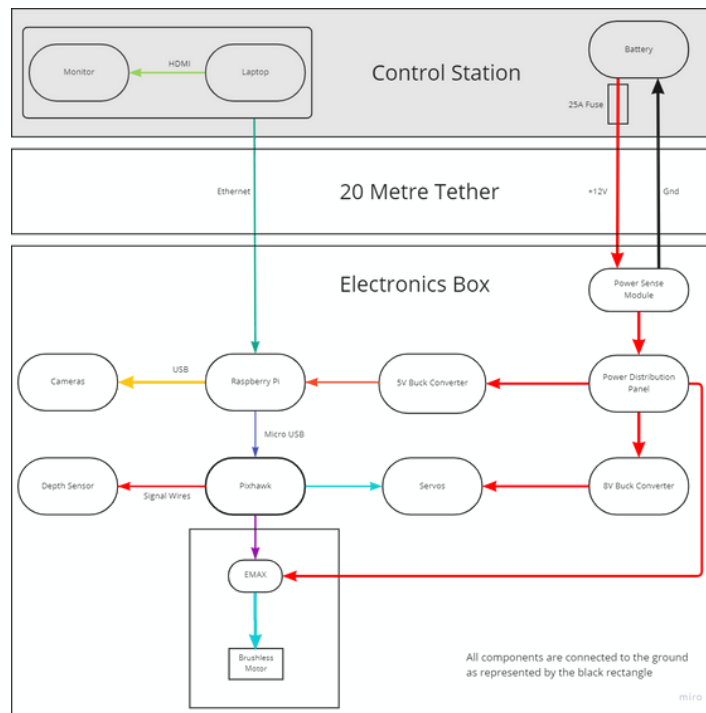 Battery
Monitor
HDMI
Laptop
Control Station
25A Fuse
Ethernet
20 Metre Tether
+12V
Gnd
Electronics Box
Power Sense
Module
Cameras
USB
Raspberry Pi
5V Buck Converter
Power Distribution
Panel
Micro USB
Depth Sensor
Signal Wires
Pixhawk
Servos
8V Buck Converter
EMAX
Brushless
Motor
All components are connected to the ground
as represented by the black rectangle
miro